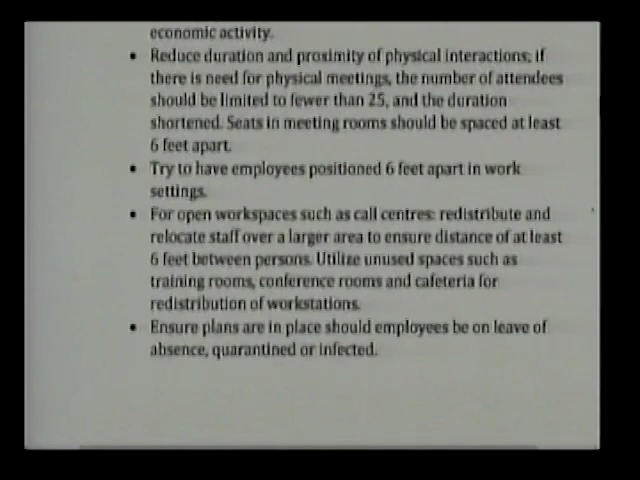 economic activity.
• Reduce duration and proximity of physical interactions; if
there is need for physical meetings, the number of attendees
should be limited to fewer than 25, and the duration
shortened. Seats in meeting rooms should be spaced at least
6 feet apart.
• Try to have employees positioned 6 feet apart in work
settings.
• For open workspaces such as call centres: redistribute and
relocate staff over a larger area to ensure distance of at least
6 feet between persons. Utilize unused spaces such as
training rooms, conference rooms and cafeteria for
redistribution of workstations.
• Ensure plans are in place should employees be on leave of
absence, quarantined or infected.